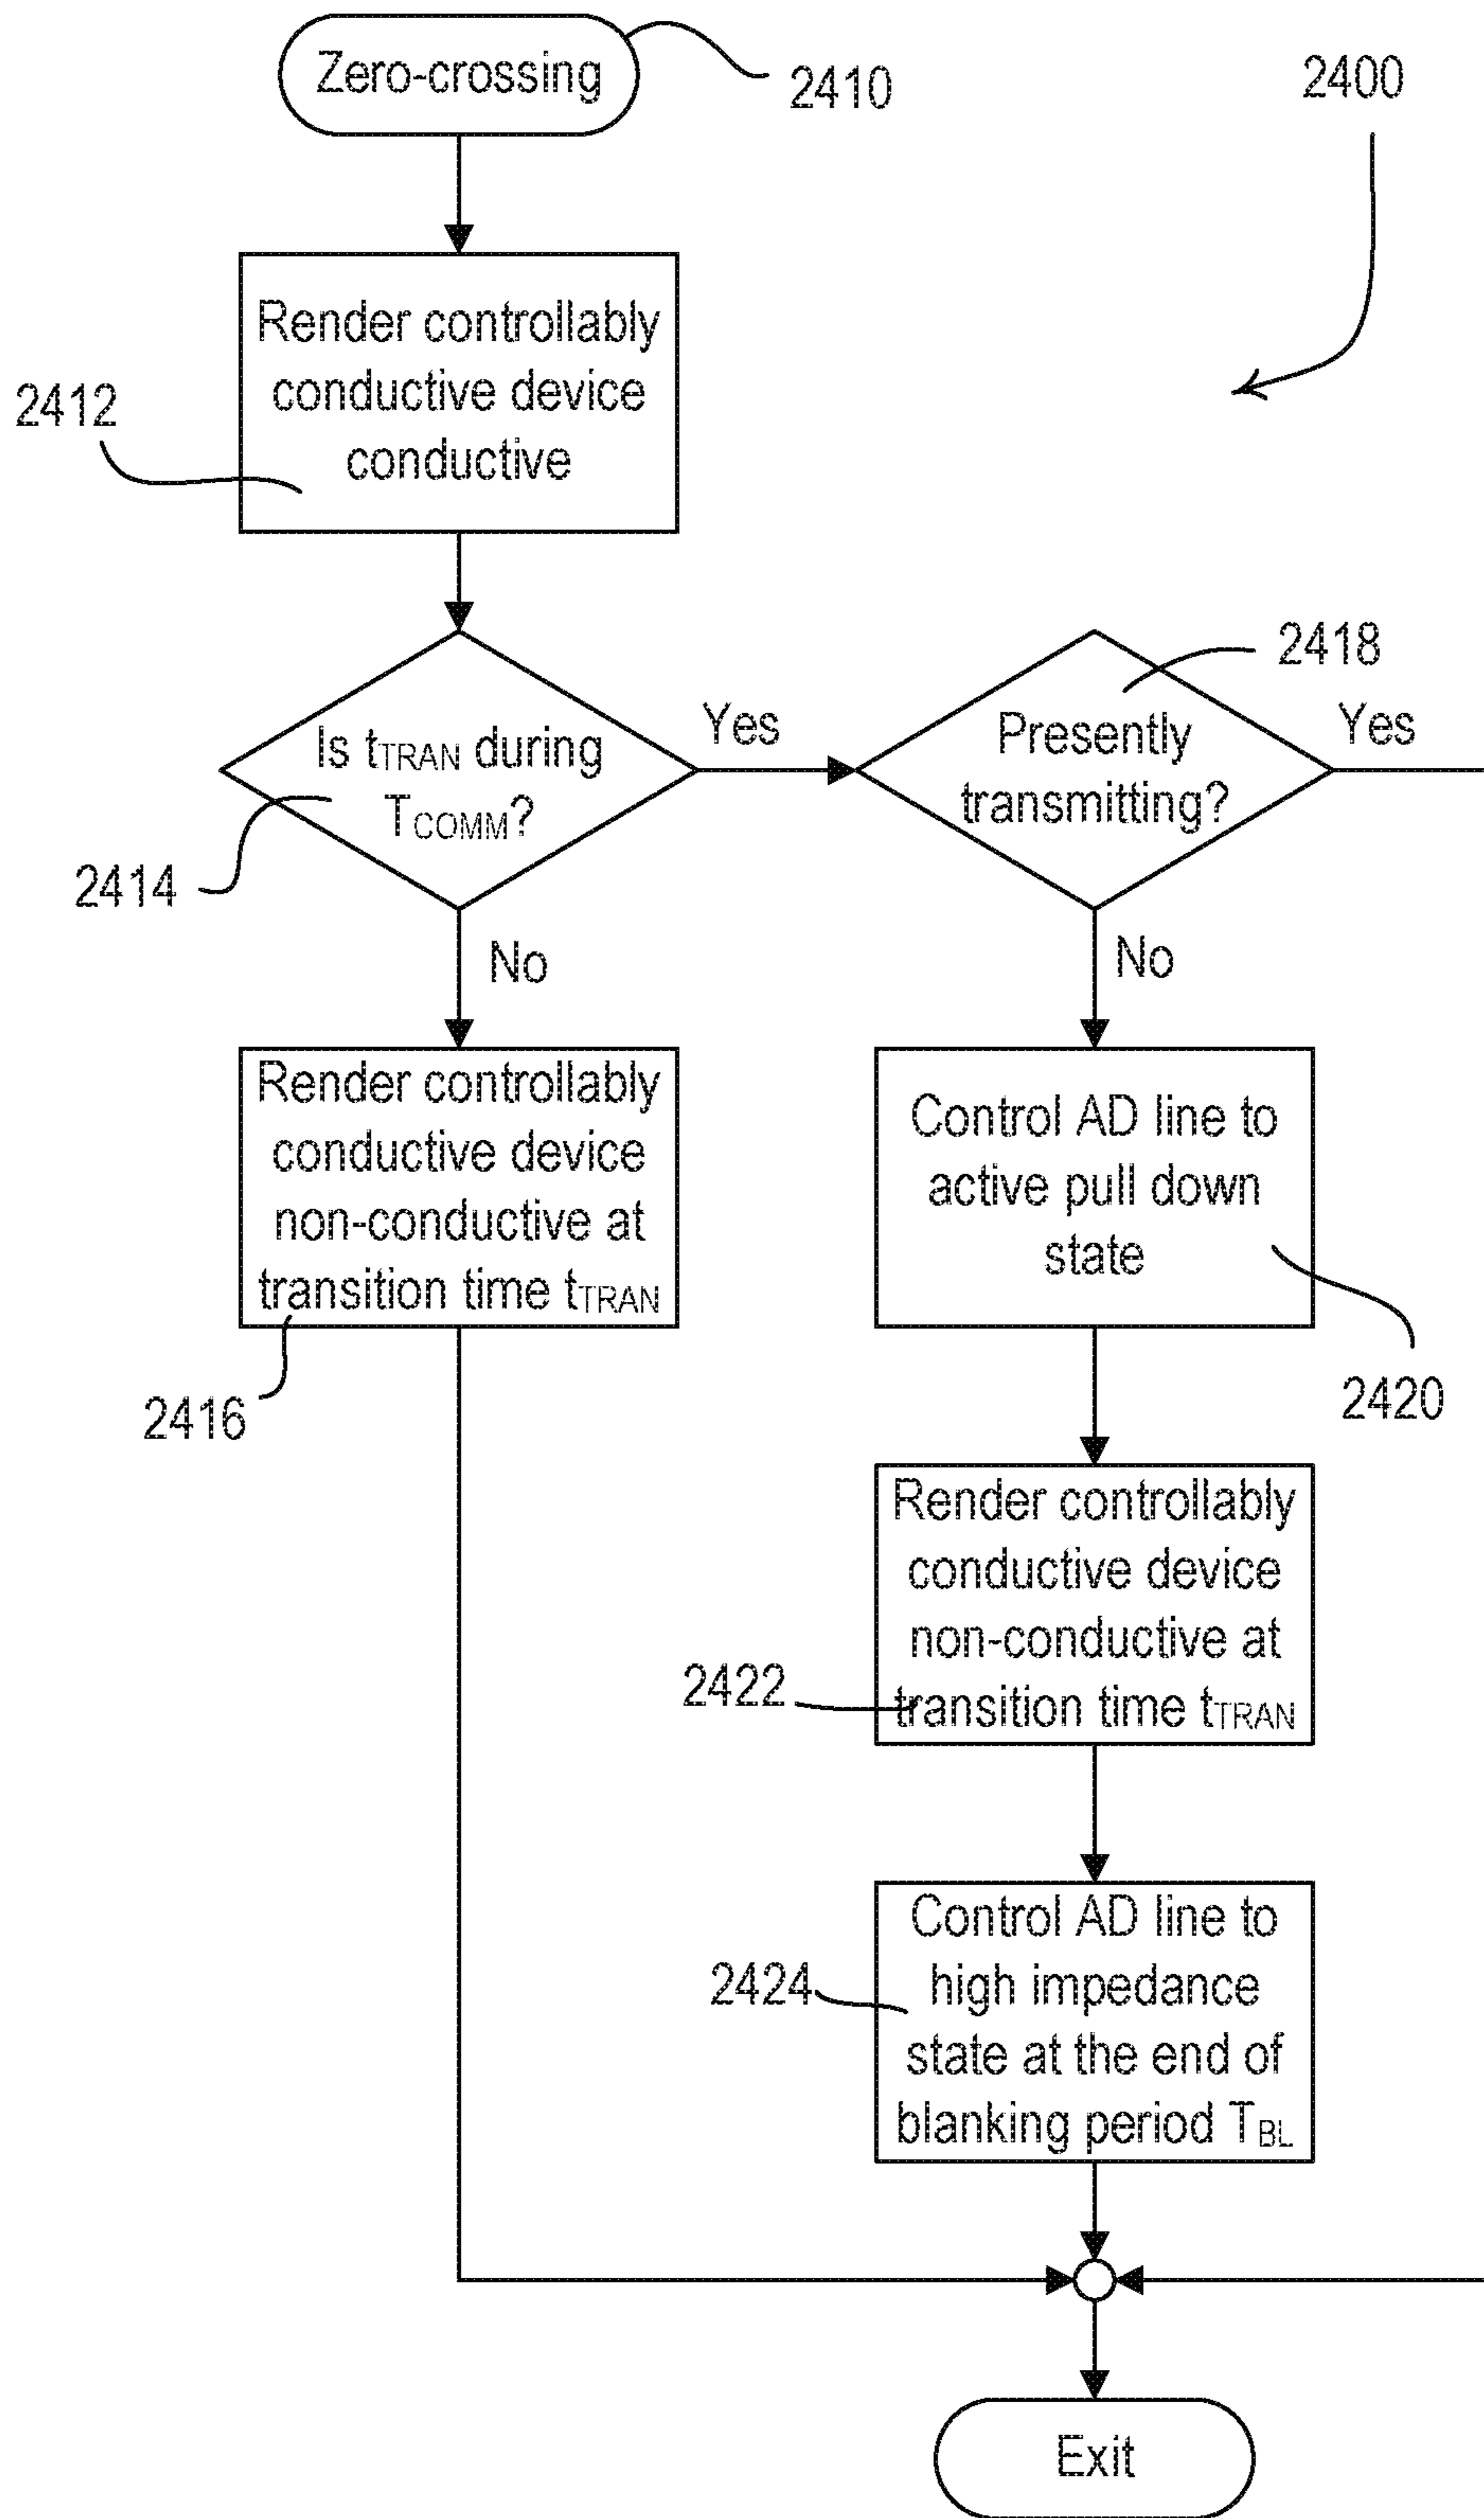 Zero-crossing
2410
2400
Render controllably
conductive device
conductive
2412
Is tTRAN during
TCOMM?
2414
Yes
Presently
transmitting?
2418
Yes
No
No
Render controllably
conductive device
non-conductive at
transition time tTRAN
2416
Control AD line to
active pull down
state
2420
Render controllably
conductive device
non-conductive at
transition time tTRAN
2422
Control AD line to
high impedance
state at the end of
blanking period TBL
2424
Exit